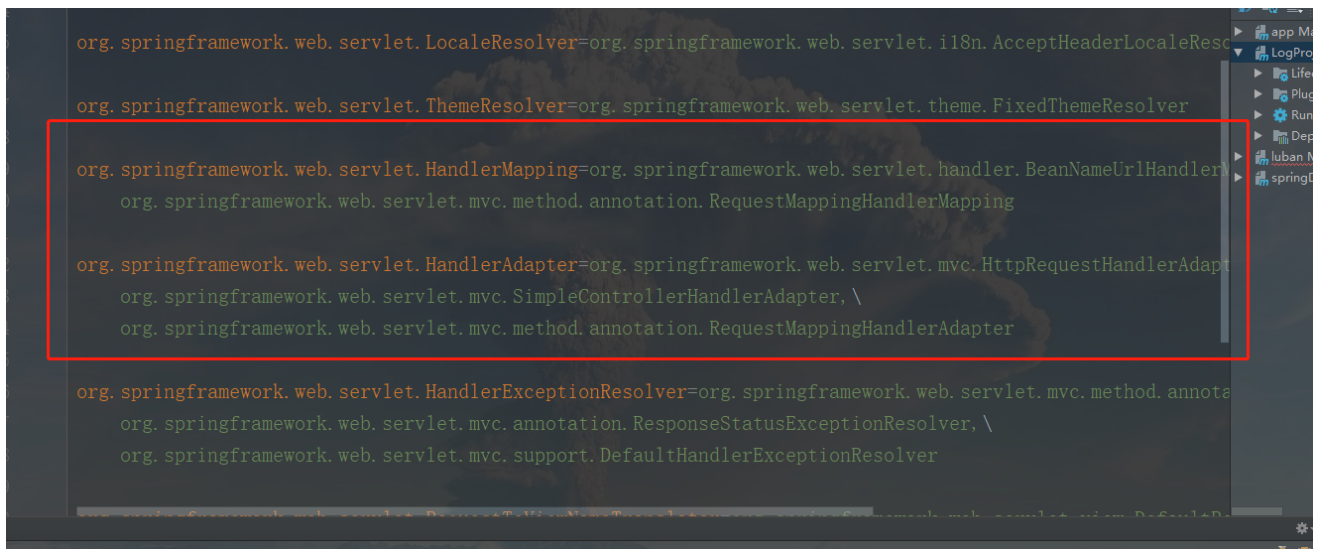 org.springframework.web.servlet.LocaleResolver=org.springframework.web.servlet.i18n.AcceptHeaderLocaleResc
org.springframework.web.servlet.ThemeResolver=org.springframework.web.servlet.theme.FixedThemeResolver
org.springframework.web.servlet.HandlerMapping=org.springframework.web.servlet.handler.BeanNameUrlHandlerM
org.springframework.web.servlet.mvc.method.annotation.RequestMappingHandlerMapping
org.springframework.web.servlet.HandlerAdapter=org.springframework.web.servlet.mvc.HttpRequestHandlerAdapt
org.springframework.web.servlet.mvc.SimpleControllerHandlerAdapter,\
org.springframework.web.servlet.mvc.method.annotation.RequestMappingHandlerAdapter
org.springframework.web.servlet.HandlerExceptionResolver=org.springframework.web.servlet.mvc.method.annota
org.springframework.web.servlet.mvc.annotation.ResponseStatusExceptionResolver,\
org.springframework.web.servlet.mvc.support.DefaultHandlerExceptionResolver
app Ma
LogPro
Life
Plug
Run
Dep
luban M
springD